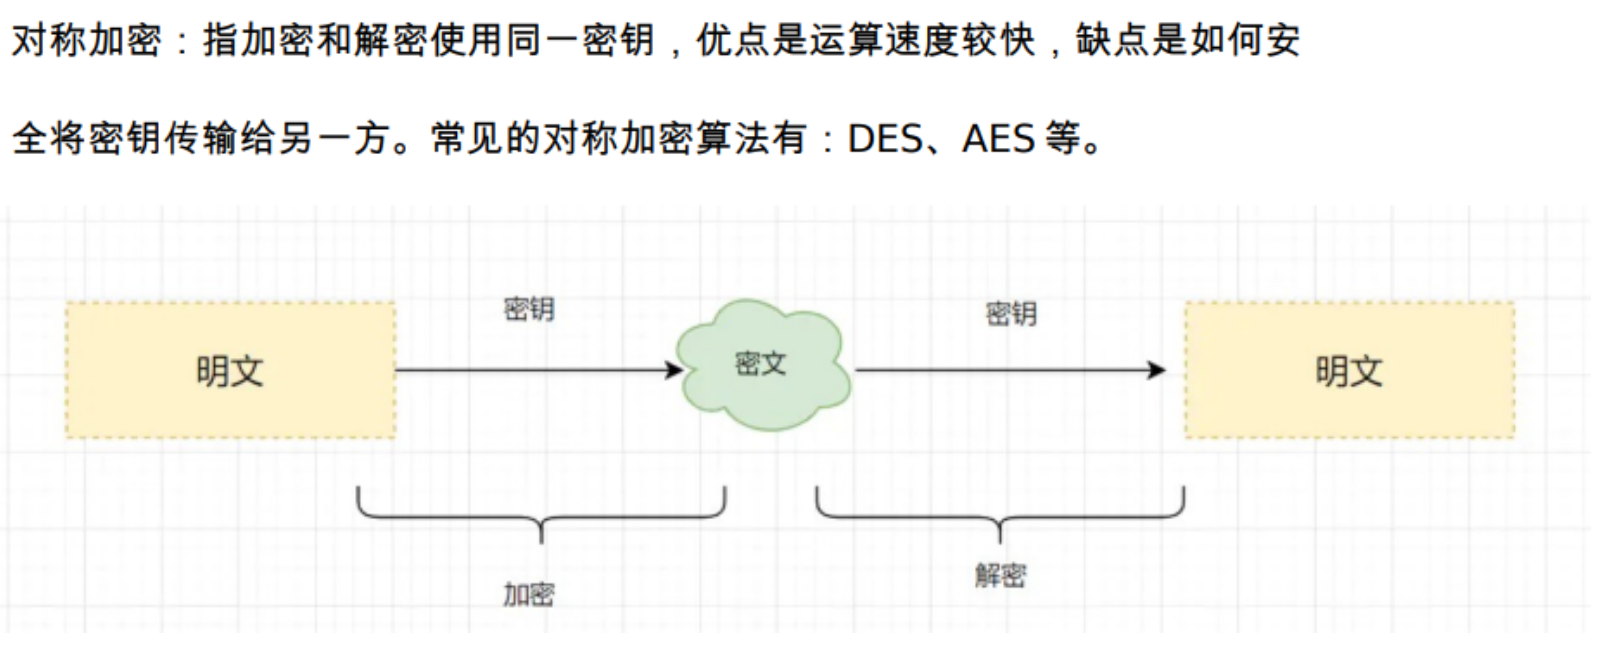 对称加密：指加密和解密使用同一密钥，优点是运算速度较快，缺点是如何安
全将密钥传输给另一方。常见的对称加密算法有：DES、AES 等。
密钥
密钥
明文
密文
明文
加密
解密